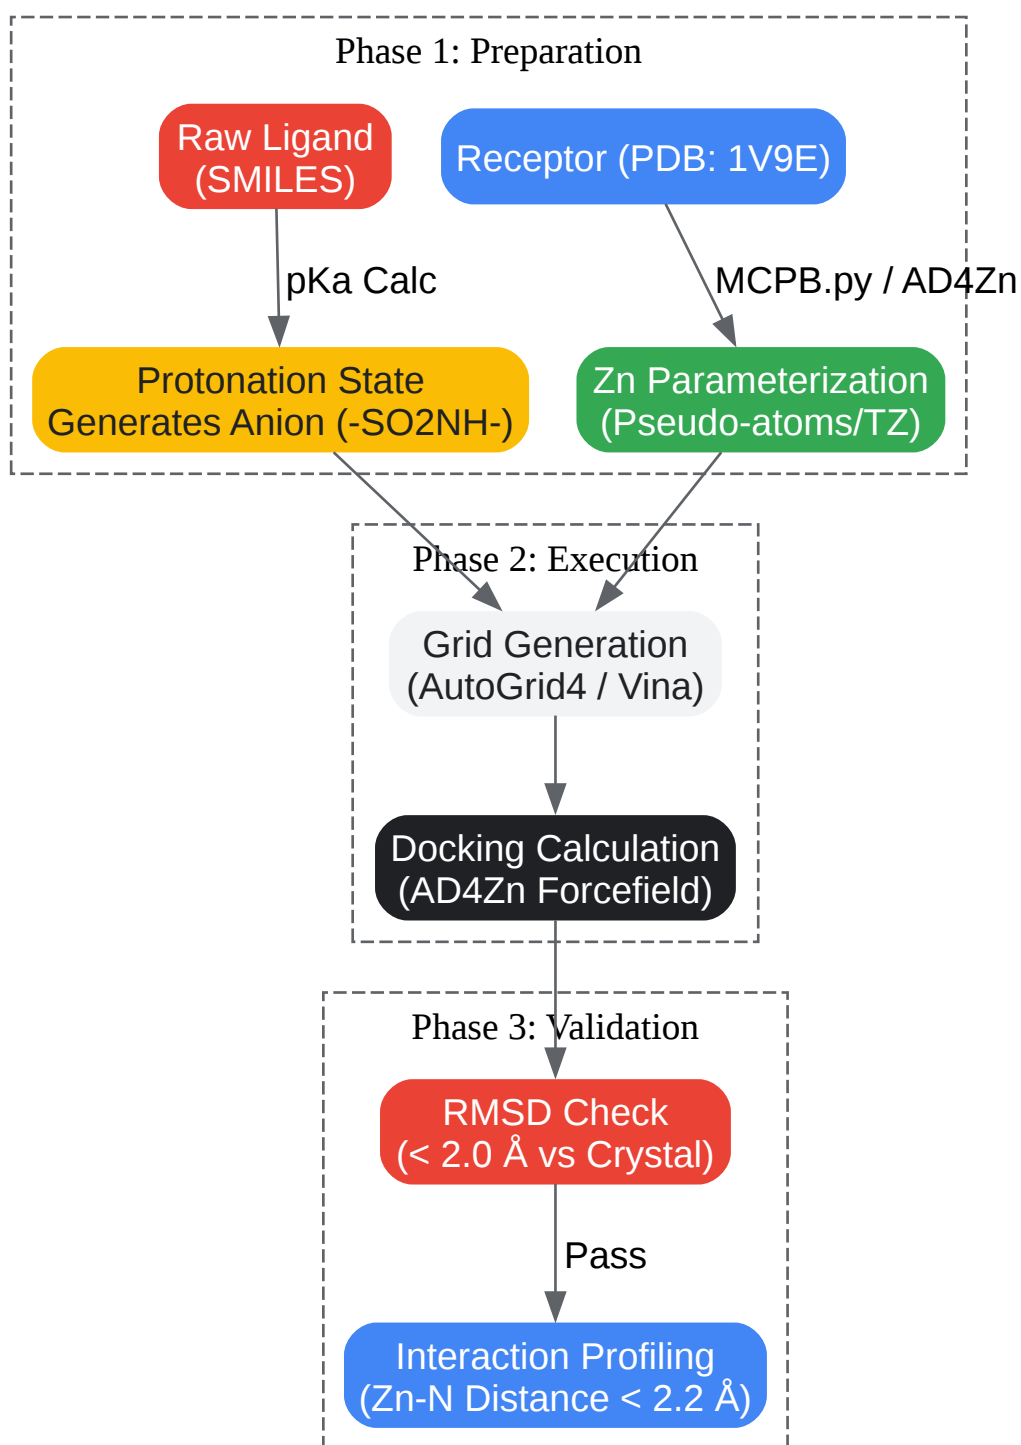 Phase 1: Preparation
Raw Ligand
(SMILES)
Receptor (PDB: 1V9E)
pKa Calc
MCPB.py / AD4Zn
Protonation State
Generates Anion (-SO2NH-)
Zn Parameterization
(Pseudo-atoms/TZ)
Phase 2: Execution
Grid Generation
(AutoGrid4 / Vina)
Docking Calculation
(AD4Zn Forcefield)
Phase 3: Validation
RMSD Check
(< 2.0 Å vs Crystal)
Pass
Interaction Profiling
(Zn-N Distance < 2.2 Å)